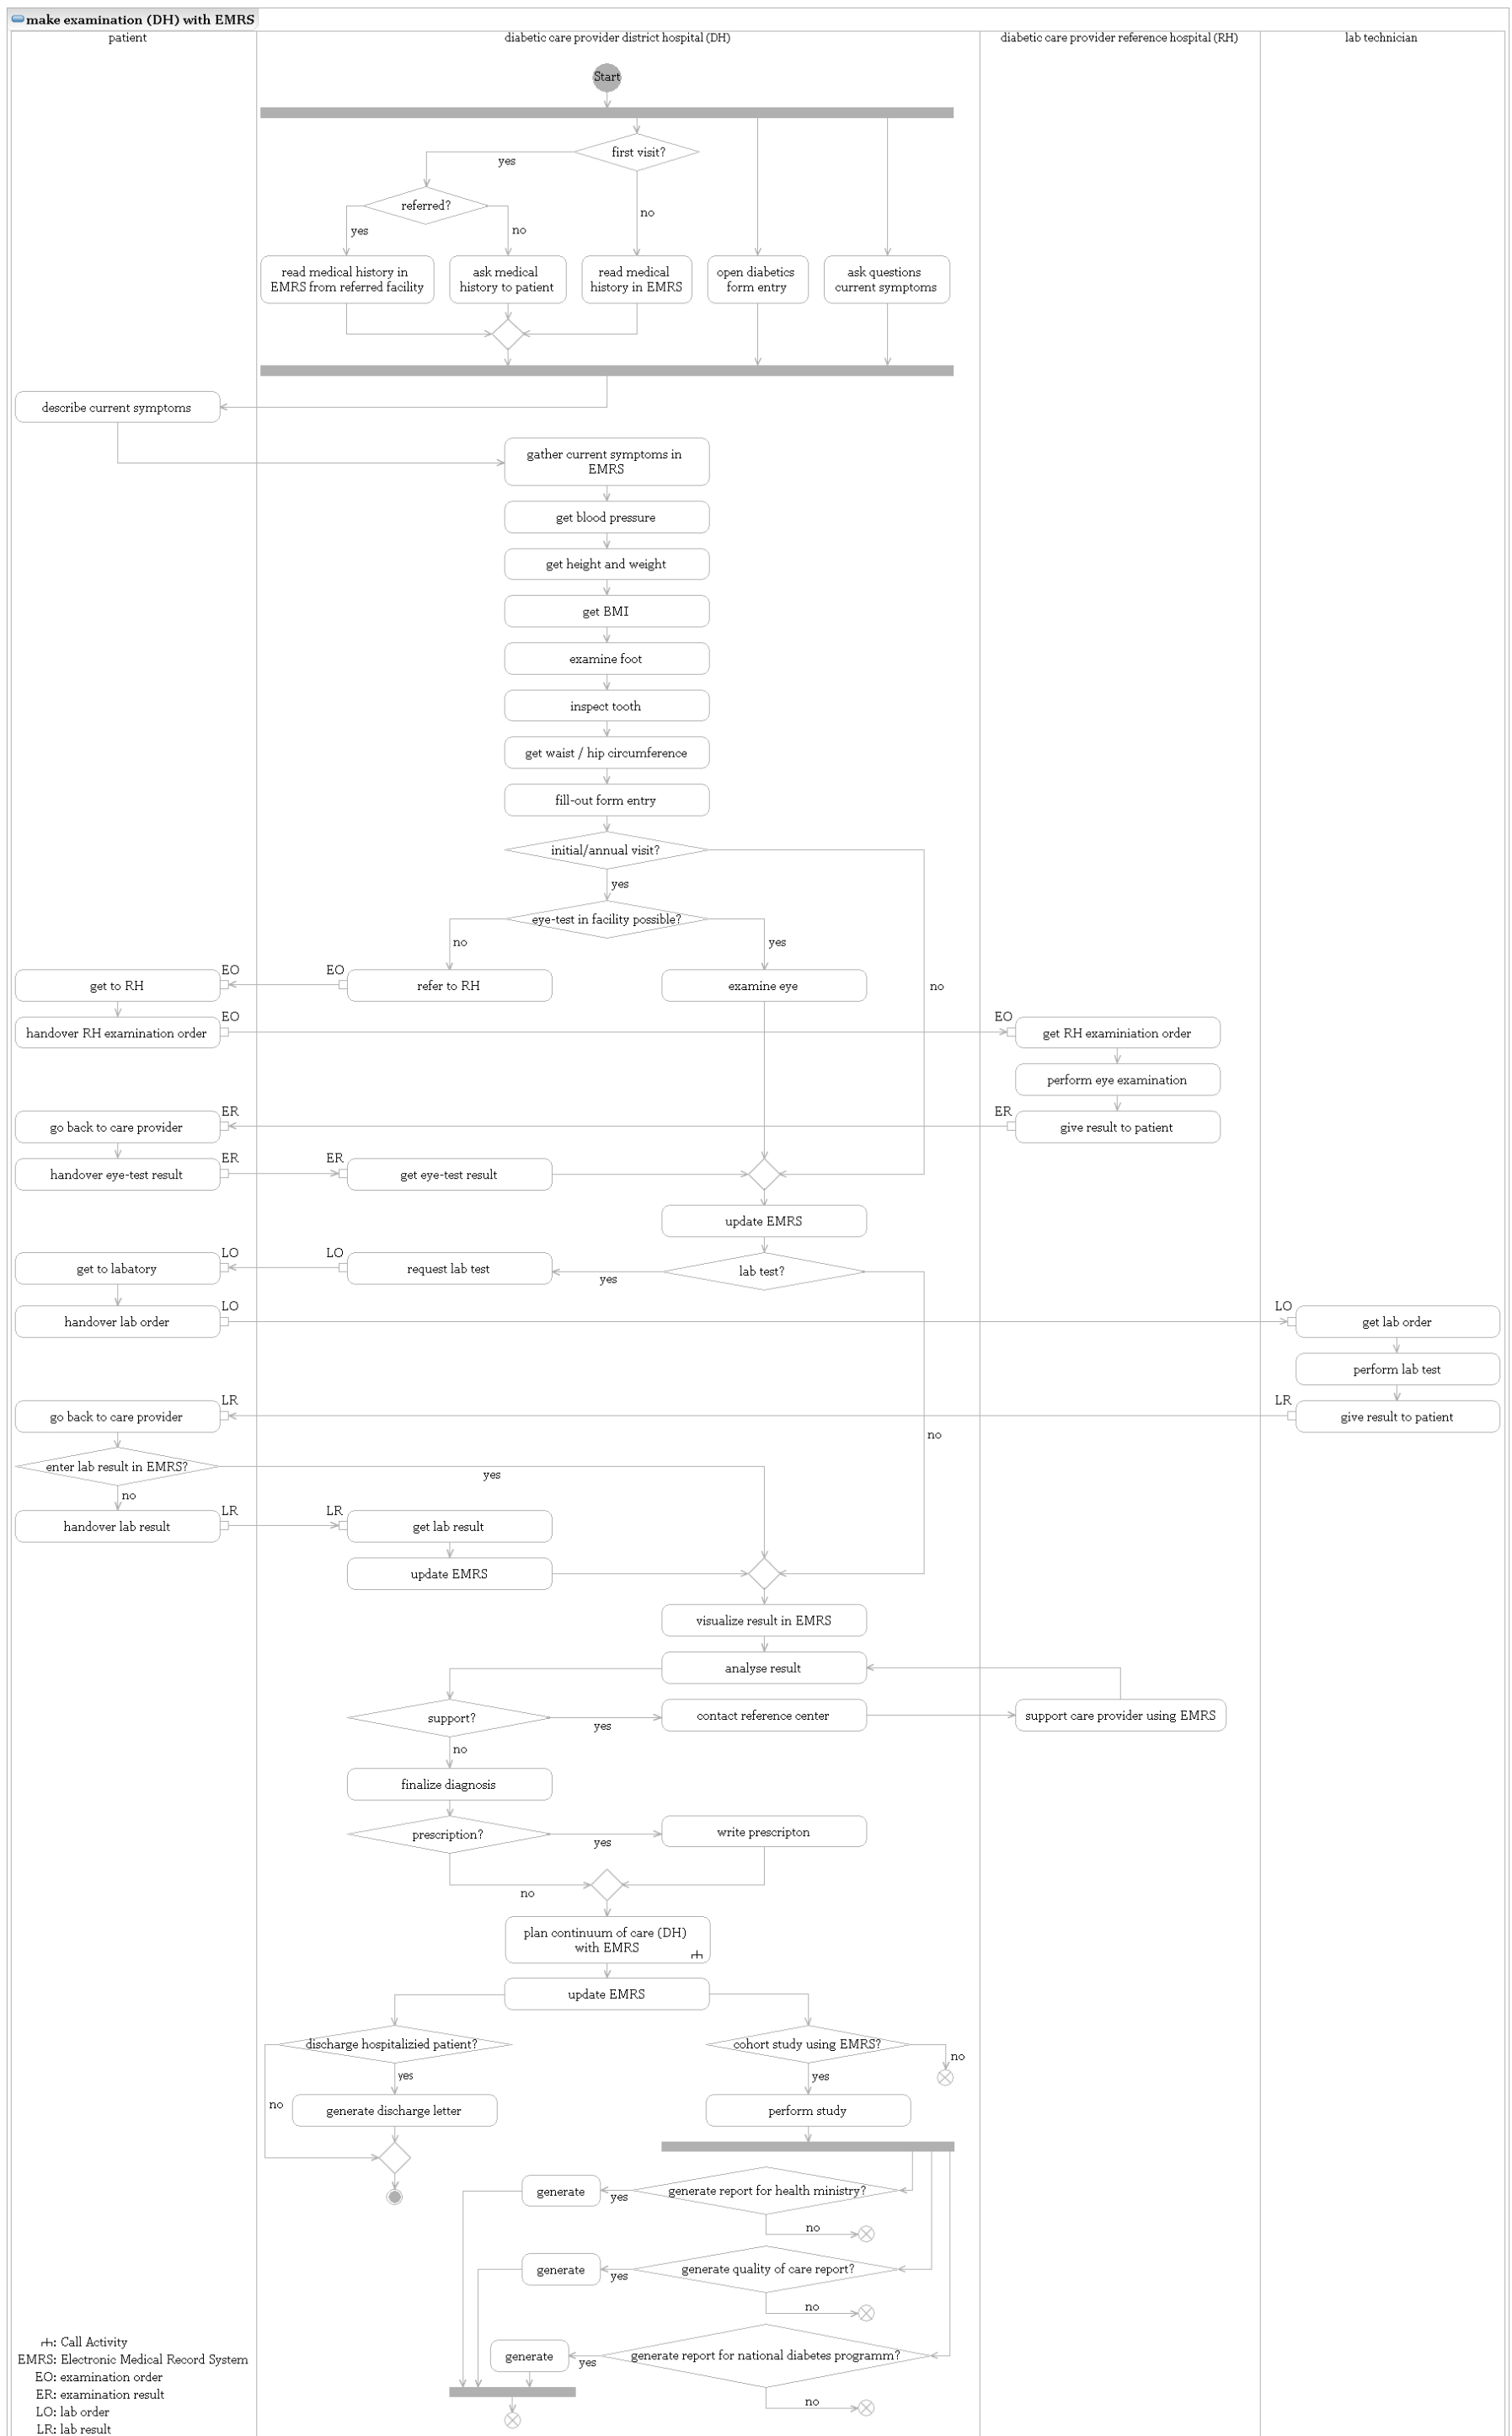 make examination (DH) with EMRS
patient
diabetic care provider district hospital (DH)
diabetic care provider reference hospital (RH)
lab technician
Start
first visit?
yes
referred?
no
yes
no
read medical history in
EMRS from referred facility
ask medical
history to patient
read medical
history in EMRS
open diabetics
form entry
ask questions
current symptoms
describe current symptoms
gather current symptoms in
EMRS
get blood pressure
get height and weight
get BMI
examine foot
inspect tooth
get waist / hip circumference
fill-out form entry
initial/annual visit?
yes
eye-test in facility possible?
no
yes
EO
EO
get to RH
refer to RH
examine eye
no
EO
EO
handover RH examination order
get RH examiniation order
perform eye examination
ER
ER
go back to care provider
give result to patient
ER
ER
handover eye-test result
get eye-test result
update EMRS
LO
LO
get to labatory
request lab test
yes
lab test?
LO
LO
handover lab order
get lab order
perform lab test
LR
LR
go back to care provider
give result to patient
no
enter lab result in EMRS?
yes
no
LR
LR
handover lab result
get lab result
update EMRS
visualize result in EMRS
analyse result
support?
yes
contact reference center
support care provider using EMRS
no
finalize diagnosis
prescription?
yes
write prescripton
no
plan continuum of care (DH)
with EMRS
update EMRS
discharge hospitalizied patient?
cohort study using EMRS?
no
yes
yes
no
generate discharge letter
perform study
generate
yes
generate report for health ministry?
no
generate
yes
generate quality of care report?
no
generate
yes
generate report for national diabetes programm?
no
: Call Activity
EMRS: Electronic Medical Record System
EO: examination order
ER: examination result
LO: lab order
LR: lab result